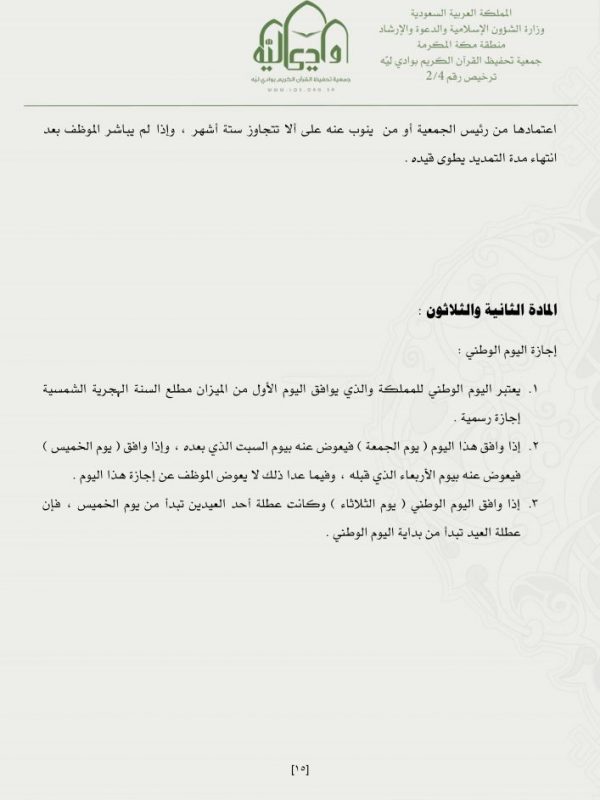 المملكة العربية السعودية
وزارة الشؤون الإسلامية والدعوة والإرشاد
منطقة مكة المكرمة
جمعية تحفيظ القرآن الكريم بوادي ليّه
ترخيص رقم 2/4
وادي ليّه
جمعية تحفيظ القرآن الكريم بوادي ليّه
اعتمادها من رئيس الجمعية أو من ينوب عنه على ألا تتجاوز ستة أشهر ، وإذا لم يباشر الموظف بعد
انتهاء مدة التمديد يطوى قيده .
المادة الثانية والثلاثون :
إجازة اليوم الوطني :
١. يعتبر اليوم الوطني للمملكة والذي يوافق اليوم الأول من الميزان مطلع السنة الهجرية الشمسية
إجازة رسمية .
٢. إذا وافق هذا اليوم ( يوم الجمعة ) فيعوض عنه بيوم السبت الذي بعده ، وإذا وافق ( يوم الخميس )
فيعوض عنه بيوم الأربعاء الذي قبله ، وفيما عدا ذلك لا يعوض الموظف عن إجازة هذا اليوم .
٣. إذا وافق اليوم الوطني ( يوم الثلاثاء ) وكانت عطلة أحد العيدين تبدأ من يوم الخميس ، فإن
عطلة العيد تبدأ من بداية اليوم الوطني .
[١٥]